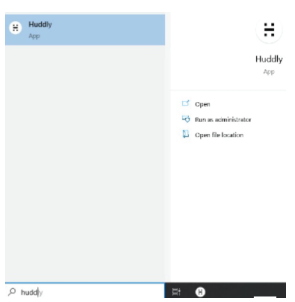 Huddly
App
Huddly
App
Open
Run as administrator
Open file location
huddly